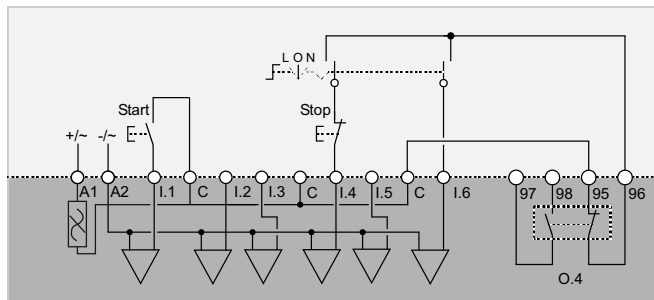 L O N
Start
Stop
+/~ -/~
A1 A2 I.1 C I.2 I.3 C I.4 I.5 C I.6 97 98 95 96
O.4